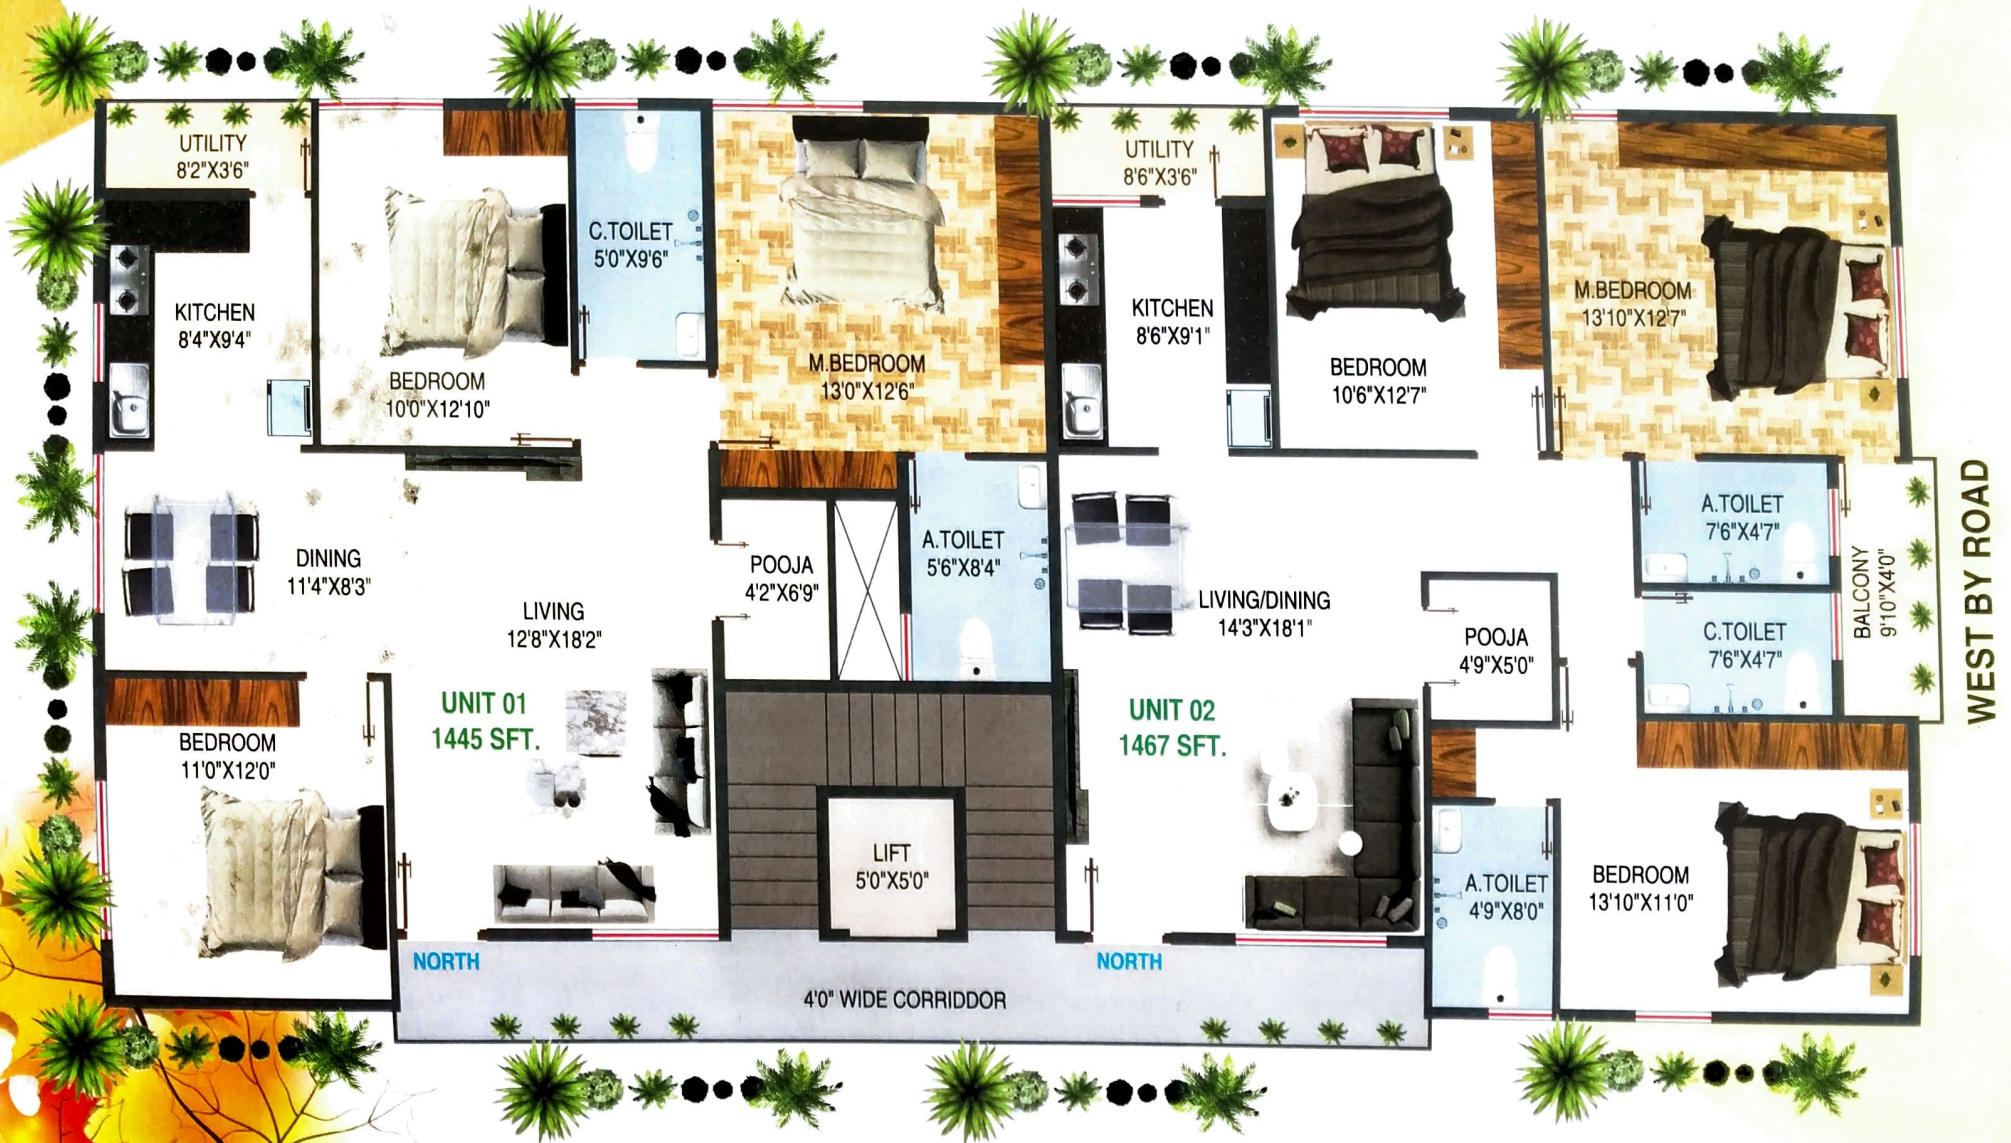 UTILITY
8'2"X3'6"
KITCHEN
8'4"X9'4"
BEDROOM
10'0"X12'10"
C.TOILET
5'0"X9'6"
M.BEDROOM
13'0"X12'6"
UTILITY
8'6"X3'6"
KITCHEN
8'6"X9'1"
BEDROOM
10'6"X12'7"
M.BEDROOM
13'10"X12'7"
DINING
11'4"X8'3"
LIVING
12'8"X18'2"
POOJA
4'2"X6'9"
A.TOILET
5'6"X8'4"
LIVING/DINING
14'3"X18'1"
POOJA
4'9"X5'0"
A.TOILET
7'6"X4'7"
C.TOILET
7'6"X4'7"
BALCONY
9'10"X4'0"
WEST BY ROAD
UNIT 01
1445 SFT.
UNIT 02
1467 SFT.
BEDROOM
11'0"X12'0"
LIFT
5'0"X5'0"
A.TOILET
4'9"X8'0"
BEDROOM
13'10"X11'0"
NORTH
NORTH
4'0" WIDE CORRIDDOR